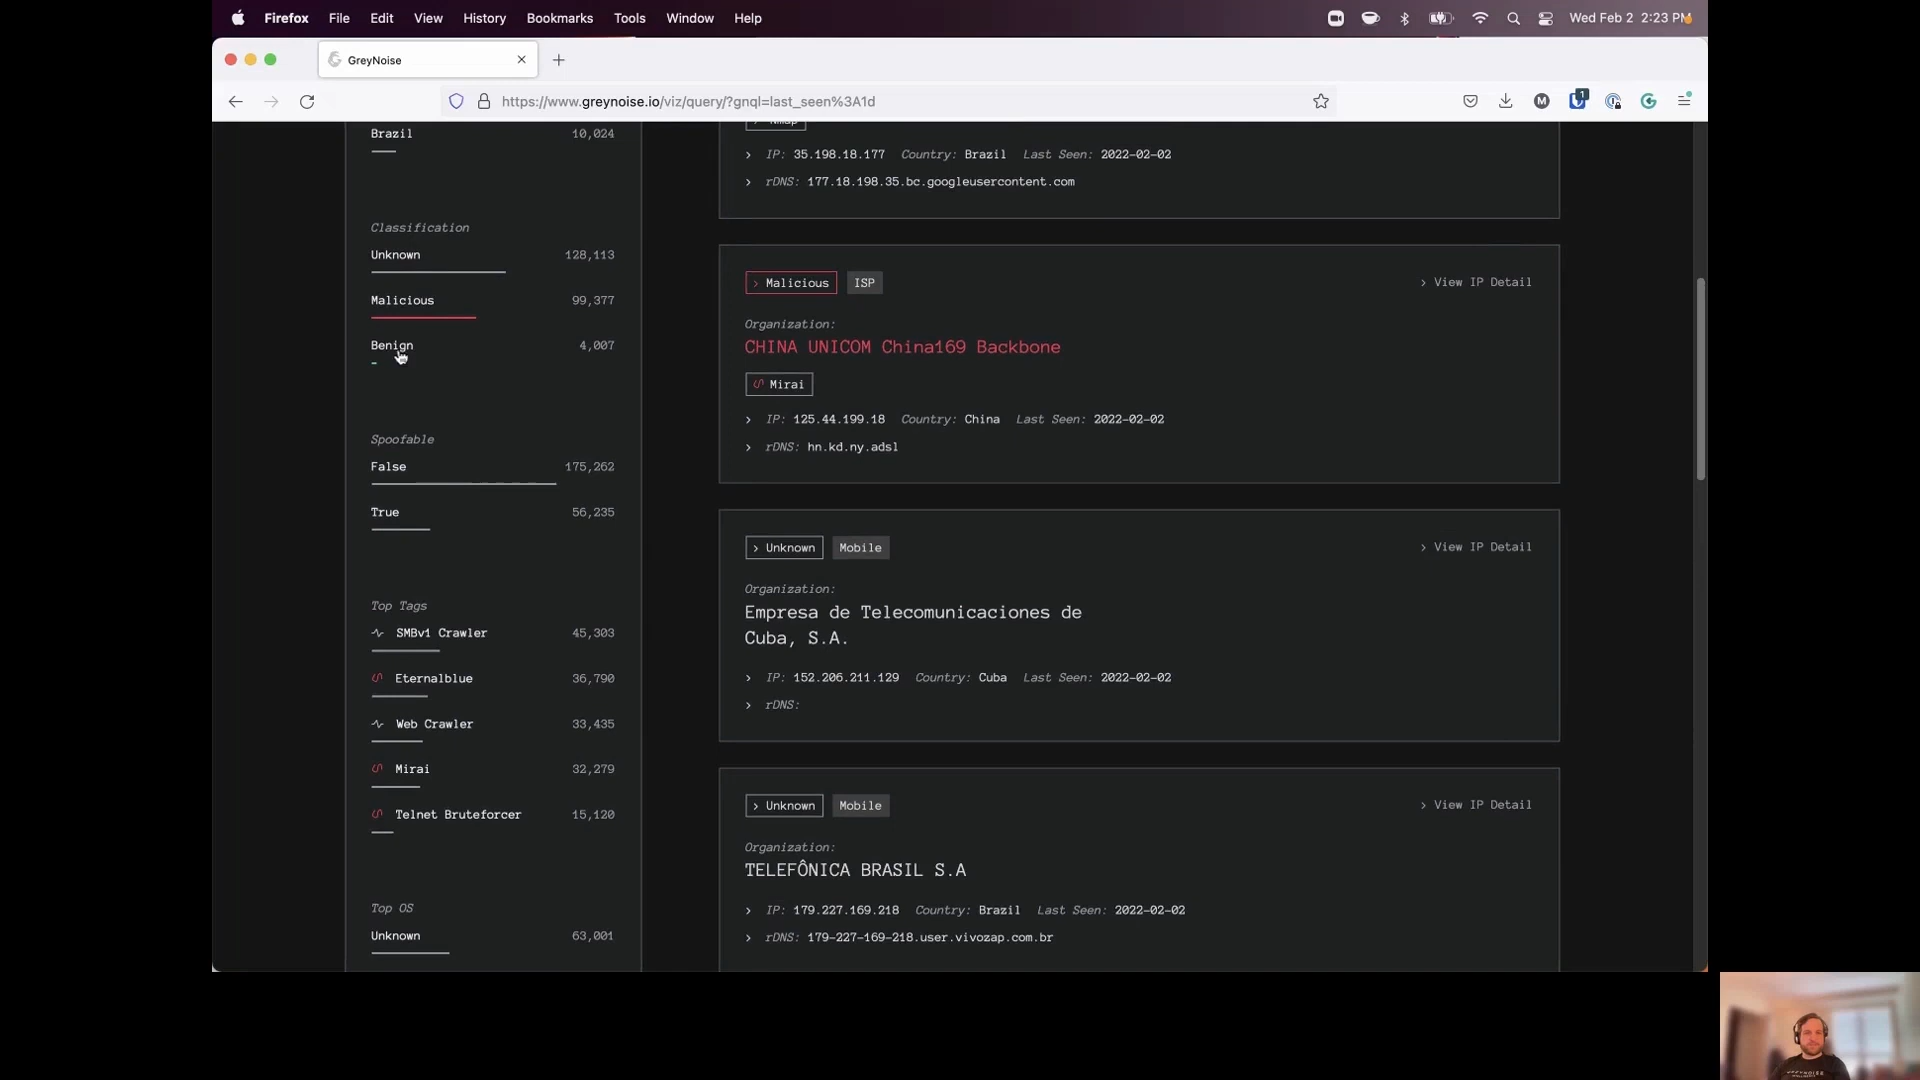 Firefox File Edit View History Bookmarks Tools Window Help
Wed Feb 2 2:23 PM
GreyNoise
https://www.greynoise.io/viz/query/?gnql=last_seen%3A1d
M
1
Brazil 10,024
Classification
Unknown 128,113
Malicious 99,377
Benign 4,007
Spoofable
False 175,262
True 56,235
Top Tags
SMBv1 Crawler 45,303
Eternalblue 36,790
Web Crawler 33,435
Mirai 32,279
Telnet Bruteforcer 15,120
Top OS
Unknown 63,001
Nmap
IP: 35.198.18.177 Country: Brazil Last Seen: 2022-02-02
rDNS: 177.18.198.35.bc.googleusercontent.com
Malicious ISP
View IP Detail
Organization:
CHINA UNICOM China169 Backbone
Mirai
IP: 125.44.199.18 Country: China Last Seen: 2022-02-02
rDNS: hn.kd.ny.adsl
Unknown Mobile
View IP Detail
Organization:
Empresa de Telecomunicaciones de
Cuba, S.A.
IP: 152.206.211.129 Country: Cuba Last Seen: 2022-02-02
rDNS:
Unknown Mobile
View IP Detail
Organization:
TELEFÔNICA BRASIL S.A
IP: 179.227.169.218 Country: Brazil Last Seen: 2022-02-02
rDNS: 179-227-169-218.user.vivozap.com.br